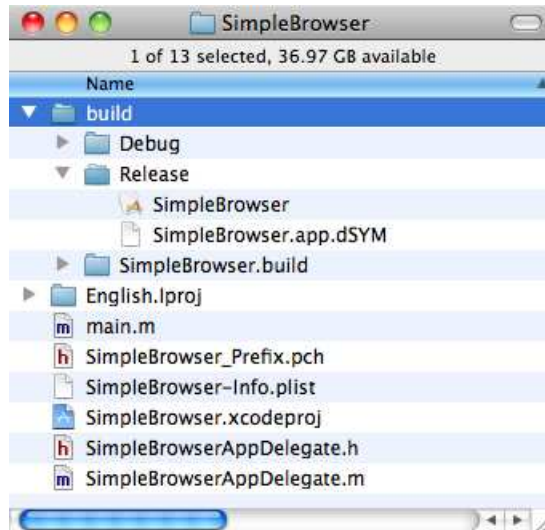 SimpleBrowser
1 of 13 selected, 36.97 GB available
Name
build
Debug
Release
SimpleBrowser
SimpleBrowser.app.dSYM
SimpleBrowser.build
English.lproj
m main.m
h SimpleBrowser_Prefix.pch
SimpleBrowser-Info.plist
SimpleBrowser.xcodeproj
h SimpleBrowserAppDelegate.h
m SimpleBrowserAppDelegate.m